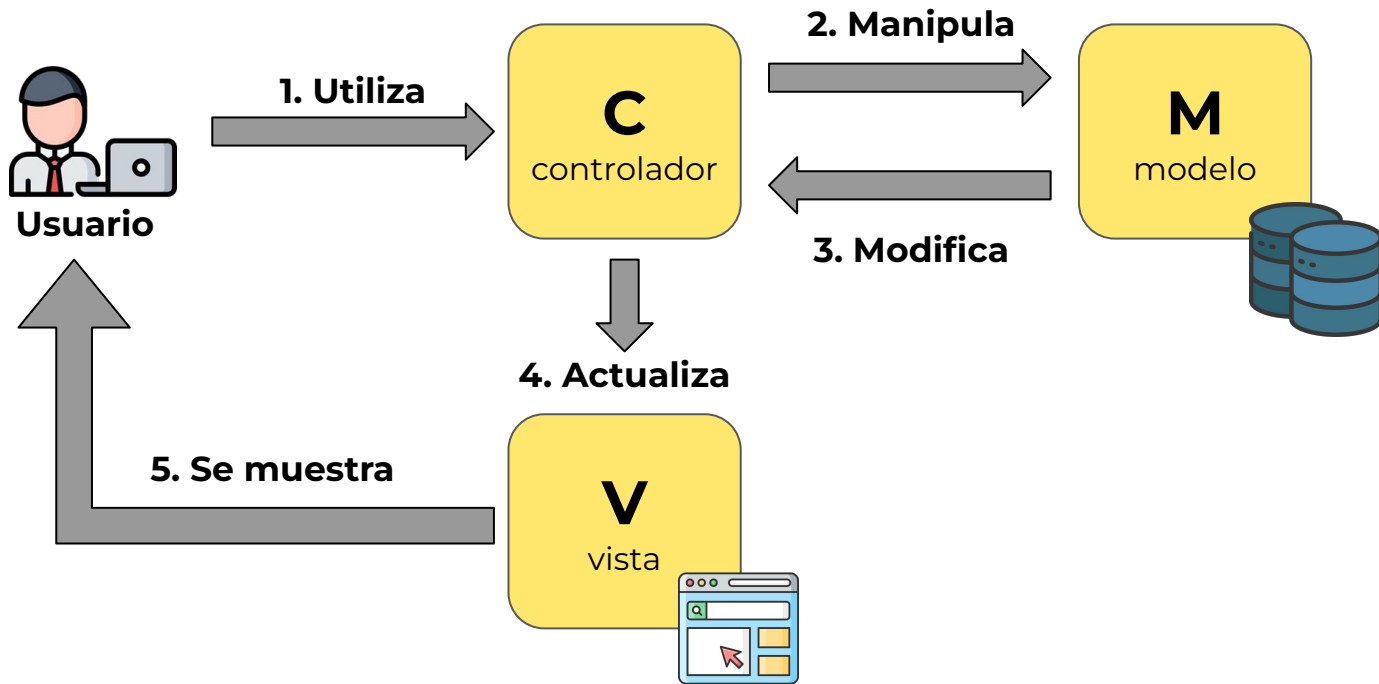 2. Manipula
1. Utiliza
C
controlador
M
modelo
Usuario
3. Modifica
4. Actualiza
5. Se muestra
V
vista